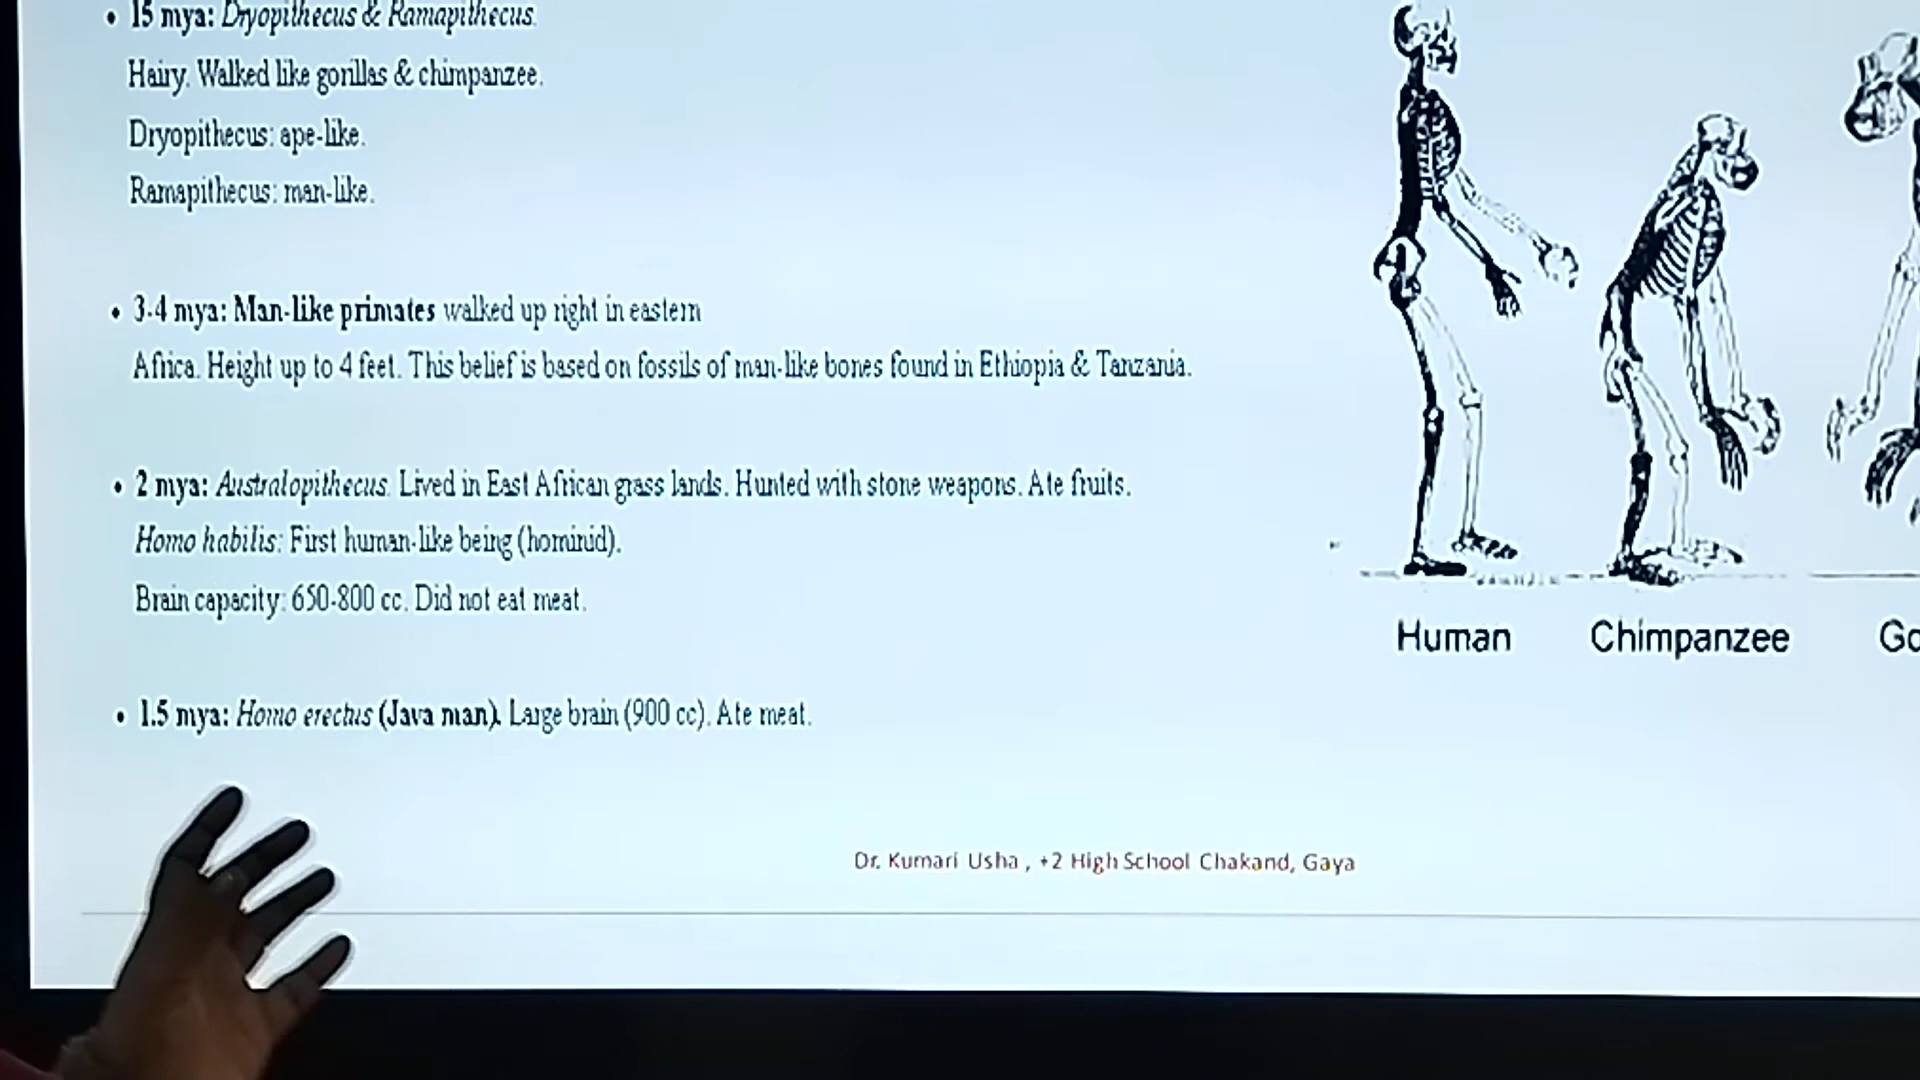 • 15 mya: Dryopithecus & Ramapithecus.
Hairy. Walked like gorillas & chimpanzee.
Dryopithecus: ape-like.
Ramapithecus: man-like.
• 3-4 mya: Man-like primates walked up right in eastern
Africa. Height up to 4 feet. This belief is based on fossils of man-like bones found in Ethiopia & Tanzania.
• 2 mya: Australopithecus. Lived in East African grass lands. Hunted with stone weapons. Ate fruits.
Homo habilis: First human-like being (hominid).
Brain capacity: 650-800 cc. Did not eat meat.
• 1.5 mya: Homo erectus (Java man). Large brain (900 cc). Ate meat.
Human Chimpanzee Go
Dr. Kumari Usha , +2 High School Chakand, Gaya